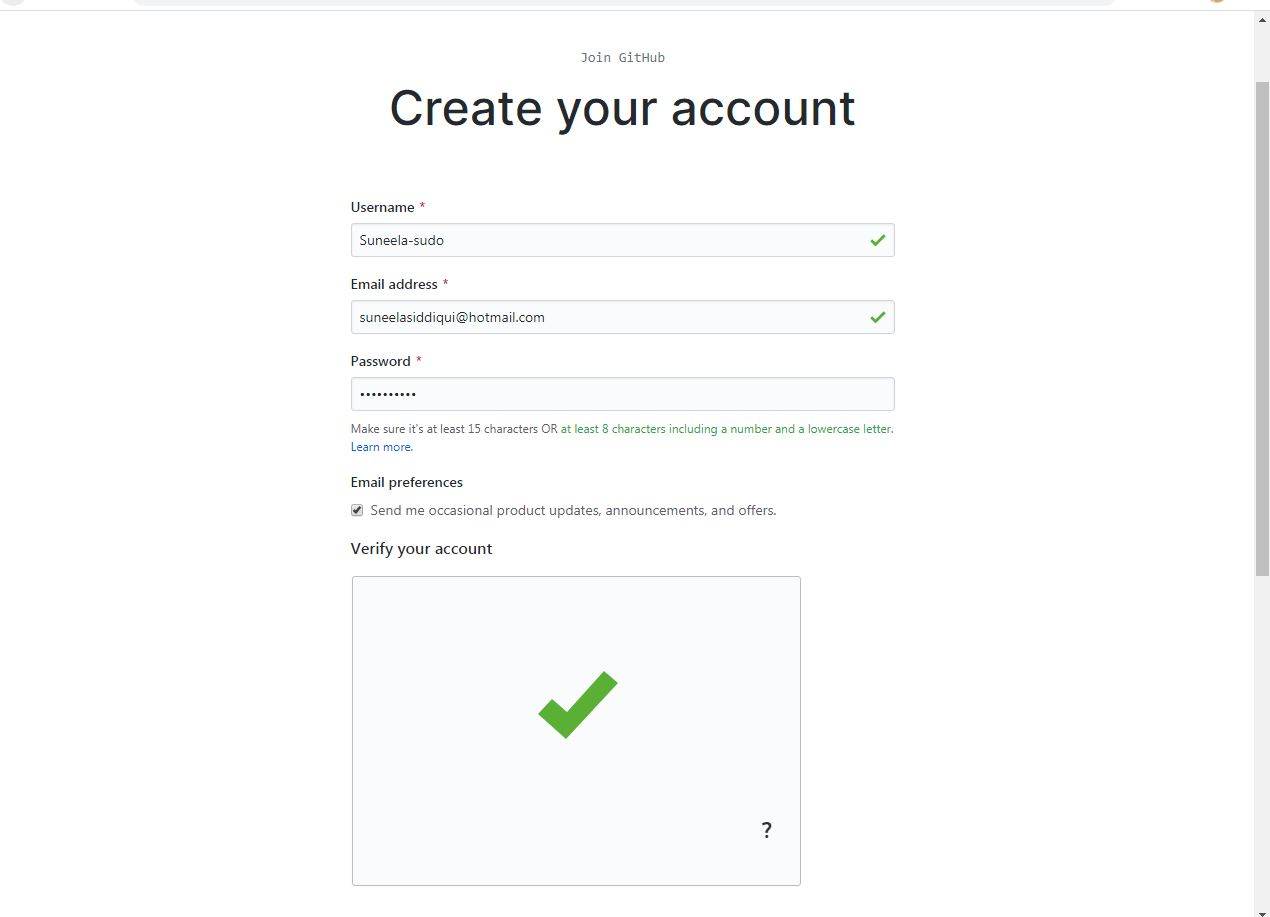 Join GitHub
Create your account
Username *
Suneela-sudo
Email address *
suneelasiddiqui@hotmail.com
Password *
••••••••••
Make sure it's at least 15 characters OR at least 8 characters including a number and a lowercase letter.
Learn more.
Email preferences
Send me occasional product updates, announcements, and offers.
Verify your account
?